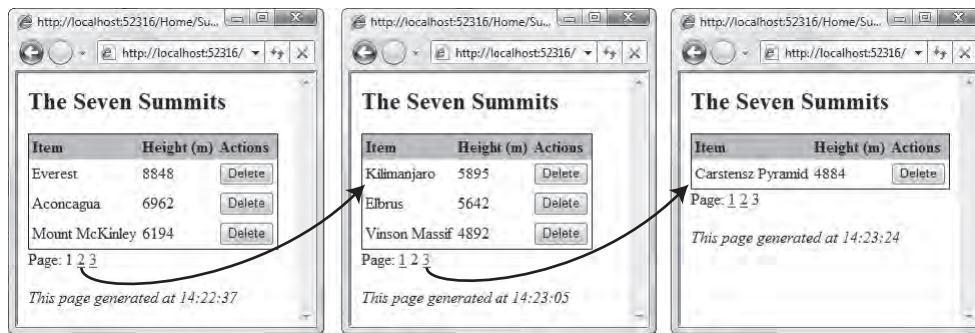 http://localhost:52316/Home/Su...
http://localhost:52316/
The Seven Summits
Item Height (m) Actions
Everest 8848 Delete
Aconcagua 6962 Delete
Mount McKinley 6194 Delete
Page: 1 2 3
This page generated at 14:22:37
http://localhost:52316/Home/Su...
http://localhost:52316/
The Seven Summits
Item Height (m) Actions
Kilimanjaro 5895 Delete
Elbrus 5642 Delete
Vinson Massif 4892 Delete
Page: 1 2 3
This page generated at 14:23:05
http://localhost:52316/Home/Su...
http://localhost:52316/
The Seven Summits
Item Height (m) Actions
Carstensz Pyramid 4884 Delete
Page: 1 2 3
This page generated at 14:23:24